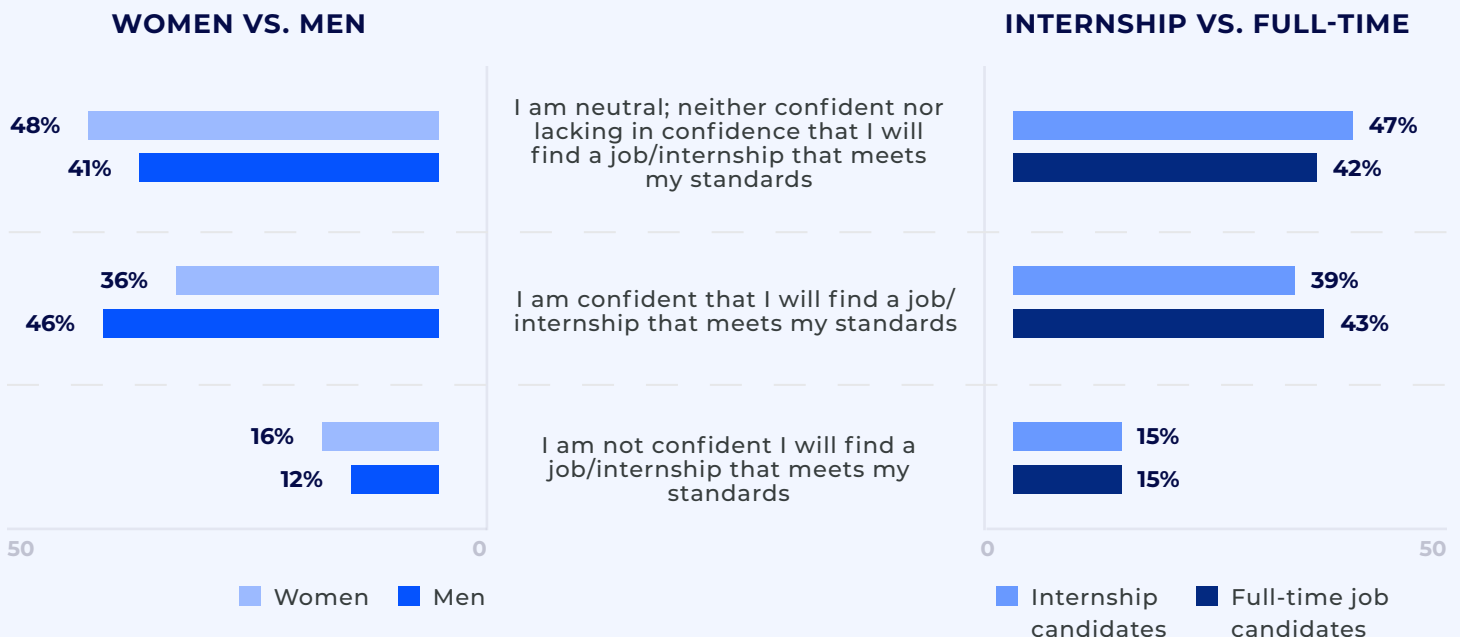 WOMEN VS. MEN
INTERNSHIP VS. FULL-TIME
48%
41%
I am neutral; neither confident nor
lacking in confidence that I will
find a job/internship that meets
my standards
47%
42%
36%
46%
I am confident that I will find a job/
internship that meets my standards
39%
43%
16%
12%
I am not confident I will find a
job/internship that meets my
standards
15%
15%
50
0
0
50
Women
Men
Internship
candidates
Full-time job
candidates